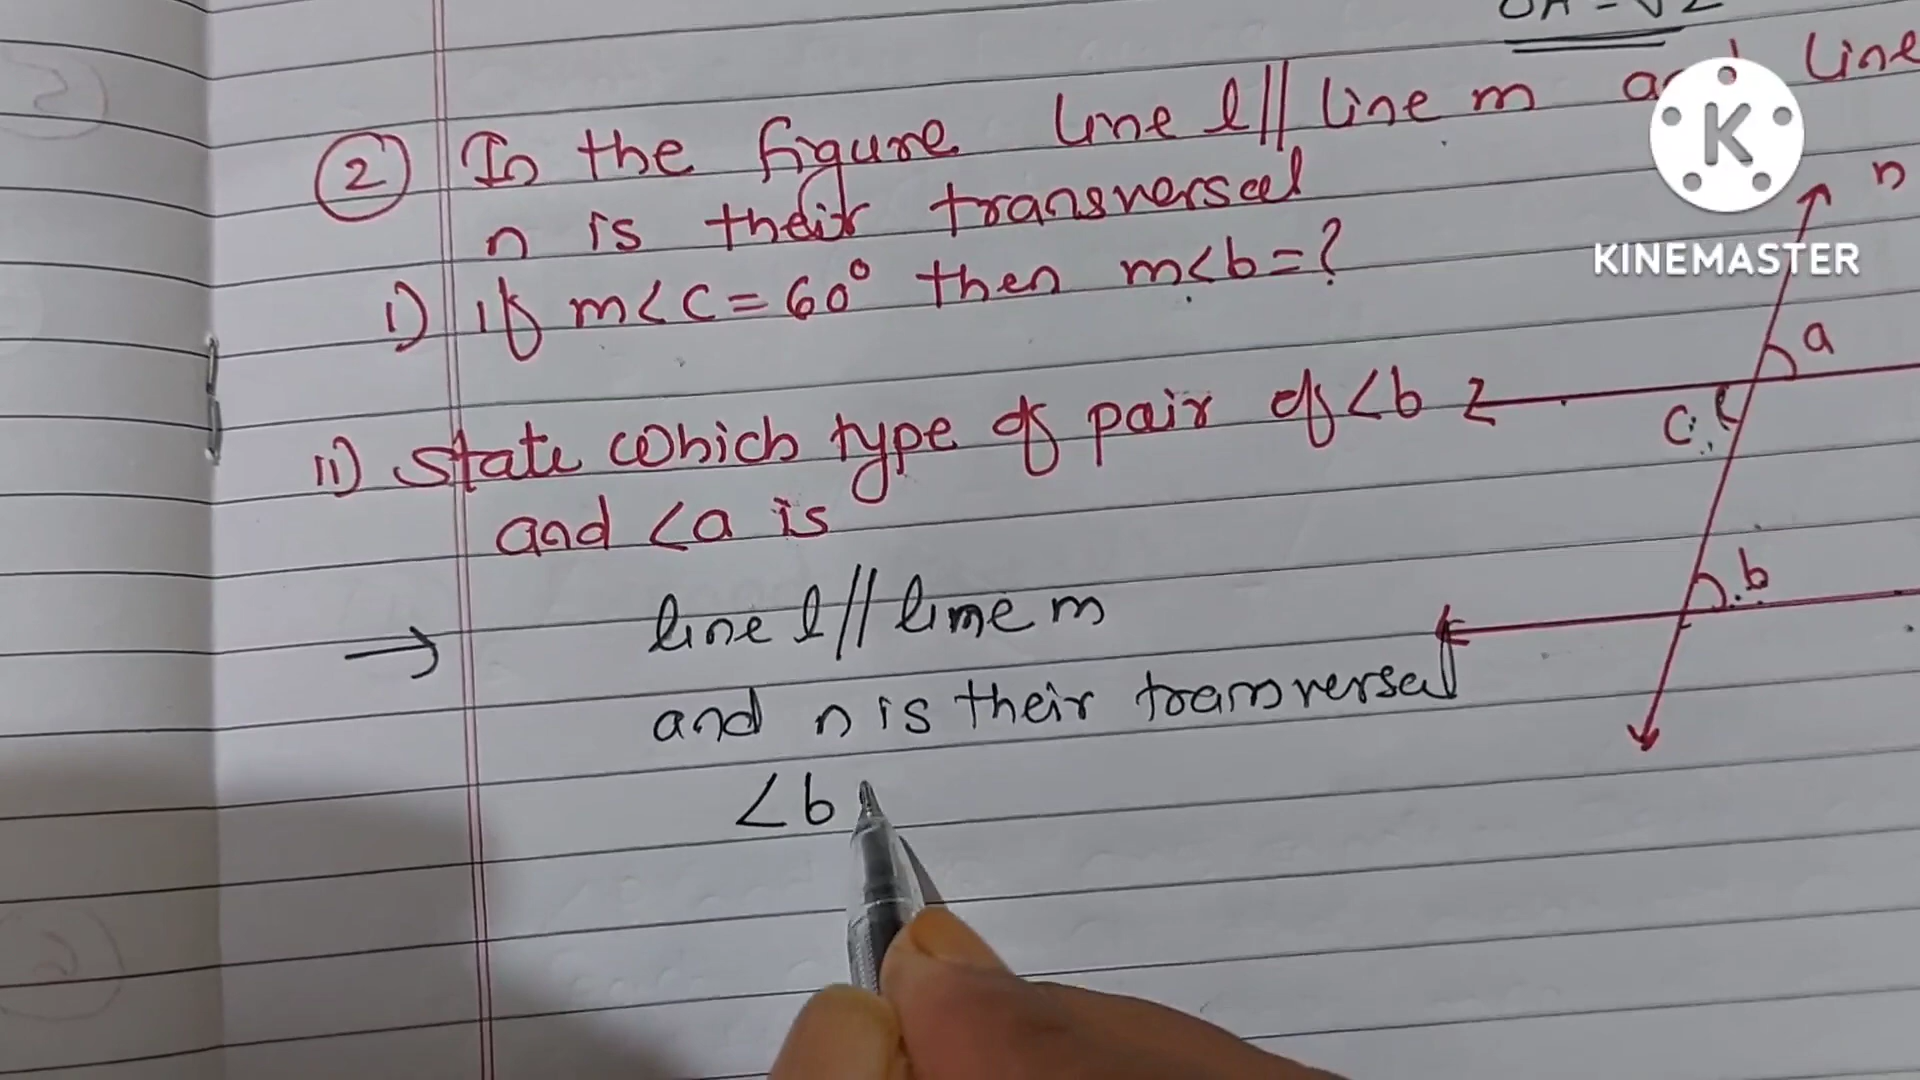 ② In the figure line l // line m and line
n is their transversal
i) if m<c = 60° then m<b = ?
ii) state which type of pair of <b
and <a is
→ line l // line m
and n is their transversal
<b
n
a
c
b
K
KINEMASTER